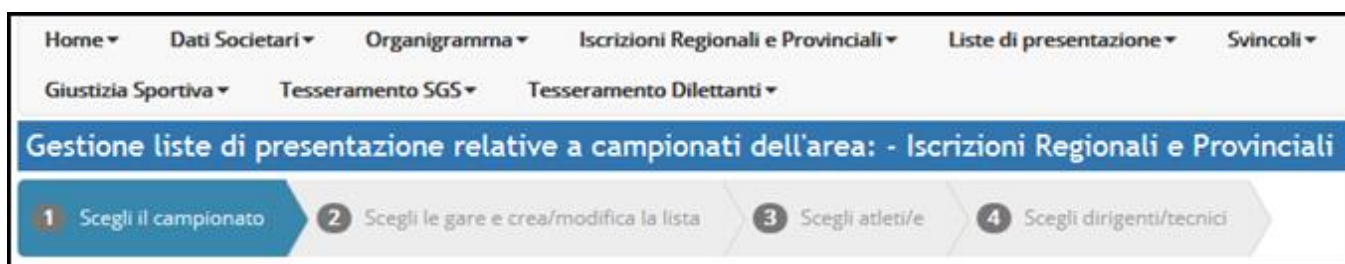 Home Dati Societari Organigramma Iscrizioni Regionali e Provinciali Liste di presentazione Svincoli
Giustizia Sportiva Tesseramento SGS Tesseramento Dilettanti
Gestione liste di presentazione relative a campionati dell'area: - Iscrizioni Regionali e Provinciali
1 Scegli il campionato 2 Scegli le gare e crea/modifica la lista 3 Scegli atleti/e 4 Scegli dirigenti/tecnici